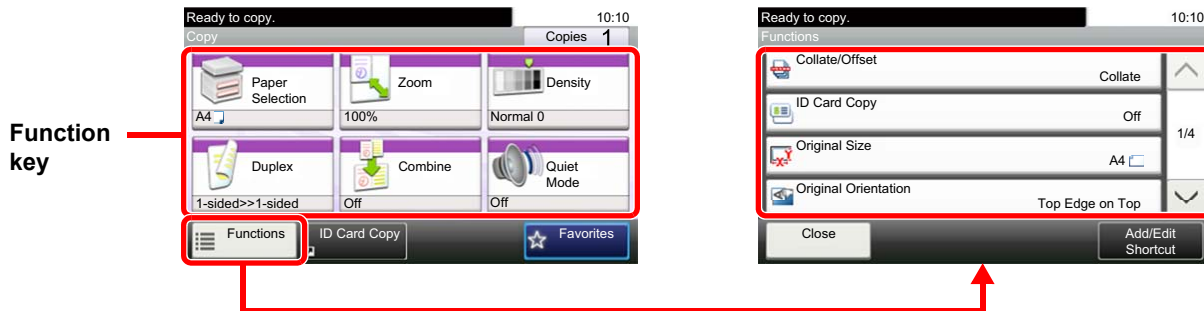 Function
key
Ready to copy.
10:10
Copy
Copies 1
Paper
Selection
A4
Zoom
100%
Density
Normal 0
Duplex
1-sided>>1-sided
Combine
Off
Quiet
Mode
Off
Functions
ID Card Copy
Favorites
Ready to copy.
10:10
Functions
Collate/Offset
Collate
ID Card Copy
Off
1/4
Original Size
A4
Original Orientation
Top Edge on Top
Close
Add/Edit
Shortcut